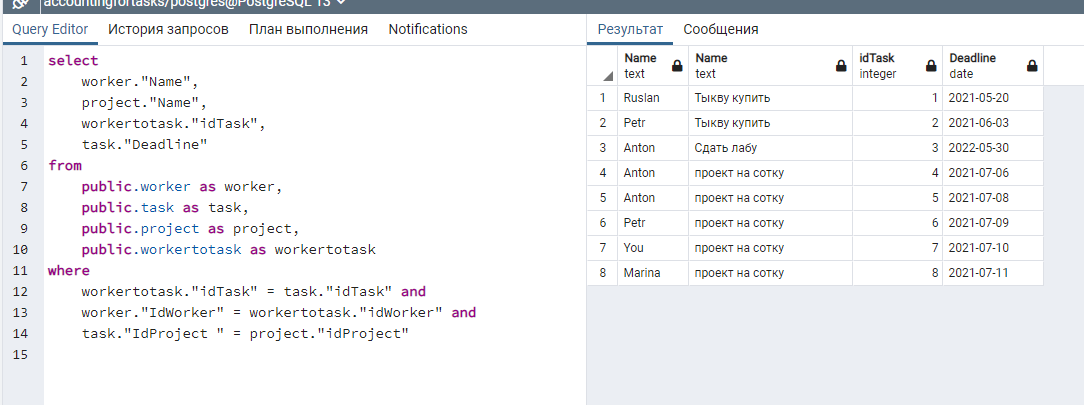 accountingfortasks/postgres@PostgreSQL 13
Query Editor История запросов План выполнения Notifications
1 select
2 worker."Name",
3 project."Name",
4 workertotask."idTask",
5 task."Deadline"
6 from
7 public.worker as worker,
8 public.task as task,
9 public.project as project,
10 public.workertotask as workertotask
11 where
12 workertotask."idTask" = task."idTask" and
13 worker."IdWorker" = workertotask."idWorker" and
14 task."IdProject " = project."idProject"
15
Результат Сообщения
Name Name idTask Deadline
text text integer date
1 Ruslan Тыкву купить 1 2021-05-20
2 Petr Тыкву купить 2 2021-06-03
3 Anton Сдать лабу 3 2022-05-30
4 Anton проект на сотку 4 2021-07-06
5 Anton проект на сотку 5 2021-07-08
6 Petr проект на сотку 6 2021-07-09
7 You проект на сотку 7 2021-07-10
8 Marina проект на сотку 8 2021-07-11